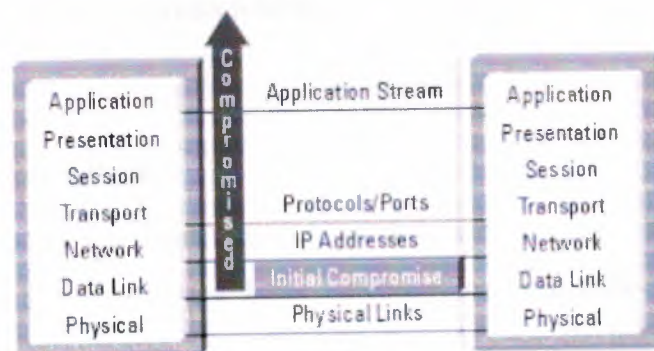 Application
Presentation
Session
Transport
Network
Data Link
Physical
Compromised
Application Stream
Protocols/Ports
IP Addresses
Initial Compromise
Physical Links
Application
Presentation
Session
Transport
Network
Data Link
Physical